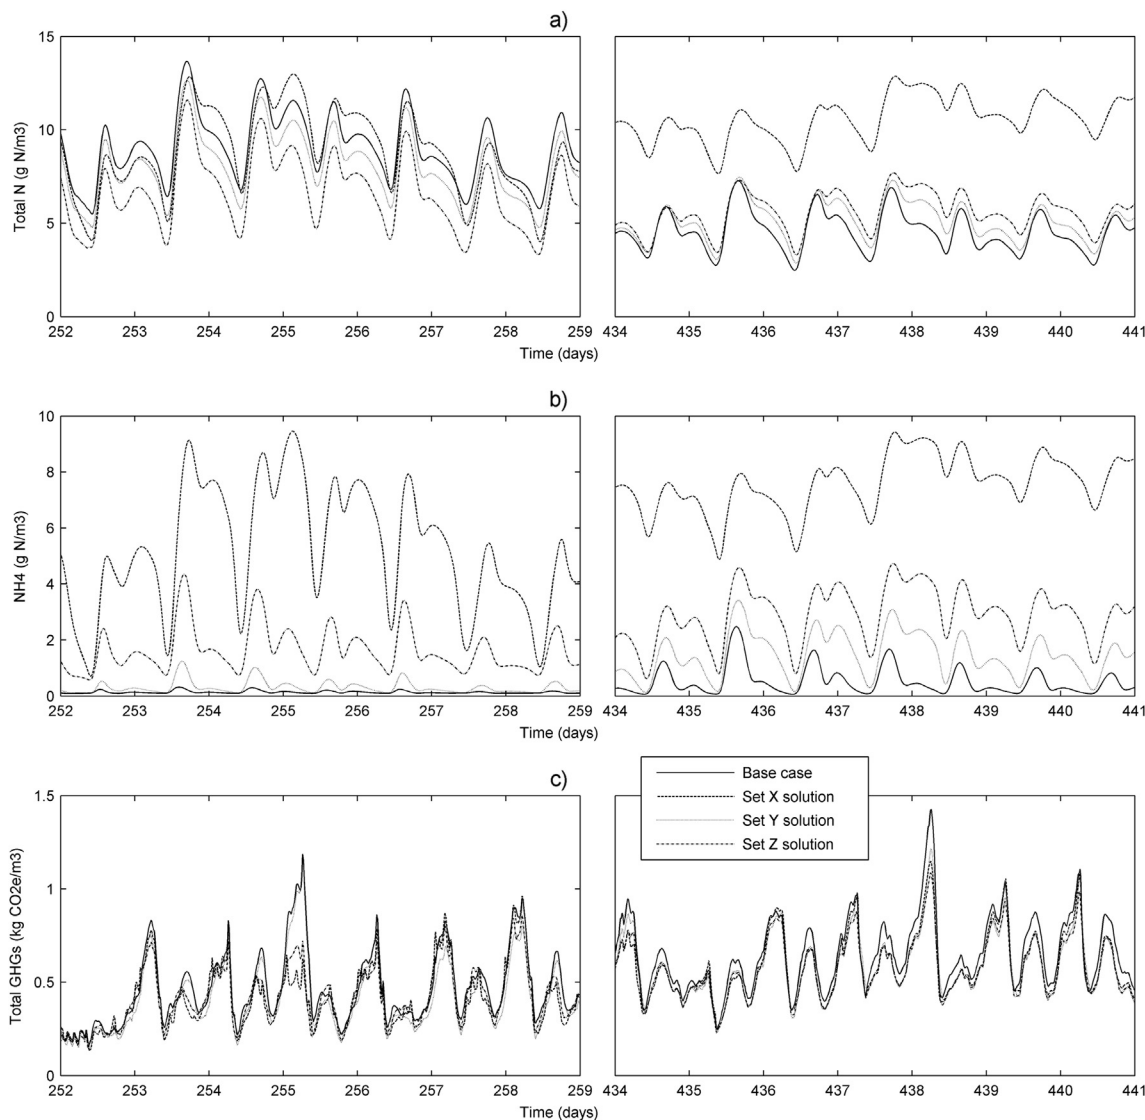 a)
15
10
5
0
Total N (g N/m3)
252 253 254 255 256 257 258 259
434 435 436 437 438 439 440 441
Time (days)
b)
10
8
6
4
2
0
NH4 (g N/m3)
252 253 254 255 256 257 258 259
434 435 436 437 438 439 440 441
Time (days)
c)
Base case
Set X solution
Set Y solution
Set Z solution
1.5
1
0.5
0
Total GHGs (kg CO2e/m3)
252 253 254 255 256 257 258 259
434 435 436 437 438 439 440 441
Time (days)